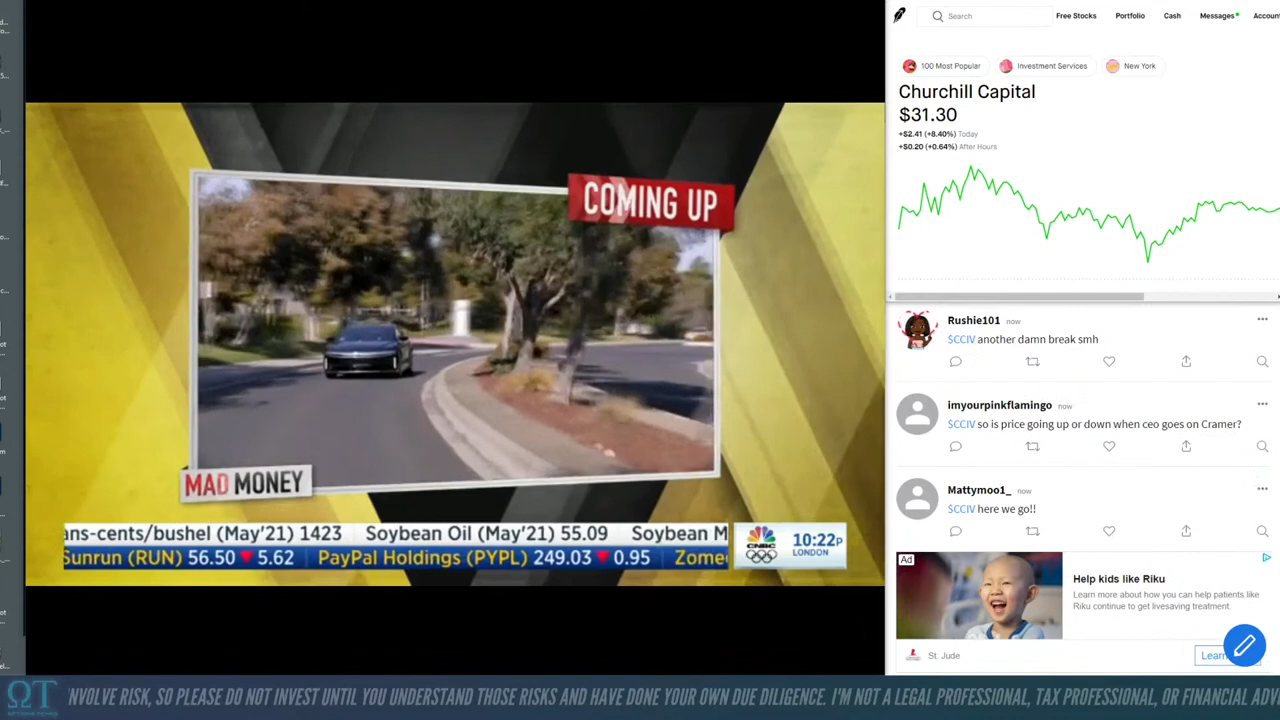 COMING UP
MAD MONEY
ans-cents/bushel (May'21) 1423 Soybean Oil (May'21) 55.09 Soybean M
Sunrun (RUN) 56.50 ▼ 5.62 PayPal Holdings (PYPL) 249.03 ▼ 0.95 Zome
CNBC
10:22P
LONDON
Search
Free Stocks
Portfolio
Cash
Messages
Accoun
100 Most Popular
Investment Services
New York
Churchill Capital
$31.30
+$2.41 (+8.40%) Today
+$0.20 (+0.64%) After Hours
Rushie101 now
$CCIV another damn break smh
imyourpinkflamingo now
$CCIV so is price going up or down when ceo goes on Cramer?
Mattymoo1_ now
$CCIV here we go!!
Ad
Help kids like Riku
Learn more about how you can help patients like
Riku continue to get livesaving treatment
St. Jude
Learn
ΩT
'NVOLVE RISK, SO PLEASE DO NOT INVEST UNTIL YOU UNDERSTAND THOSE RISKS AND HAVE DONE YOUR OWN DUE DILIGENCE. I'M NOT A LEGAL PROFESSIONAL, TAX PROFESSIONAL, OR FINANCIAL ADV